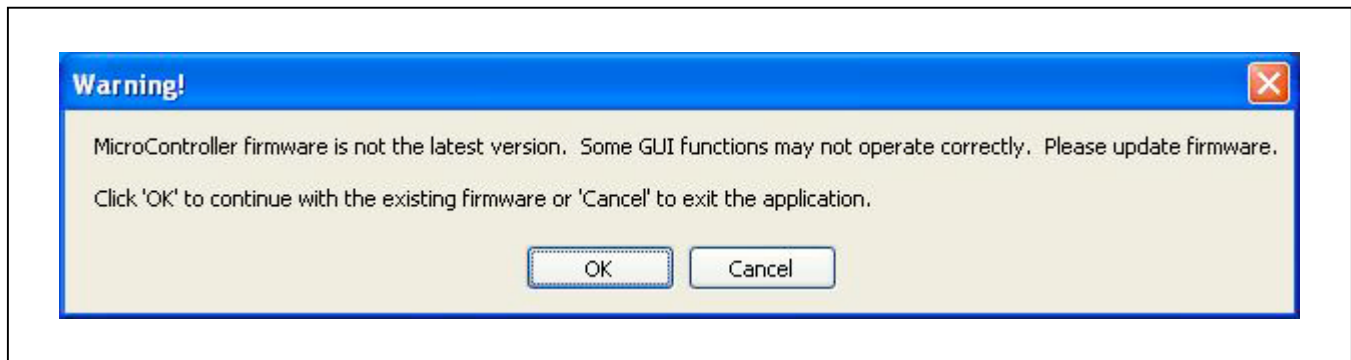 Warning!
MicroController firmware is not the latest version.  Some GUI functions may not operate correctly.  Please update firmware.
Click 'OK' to continue with the existing firmware or 'Cancel' to exit the application.
OK
Cancel